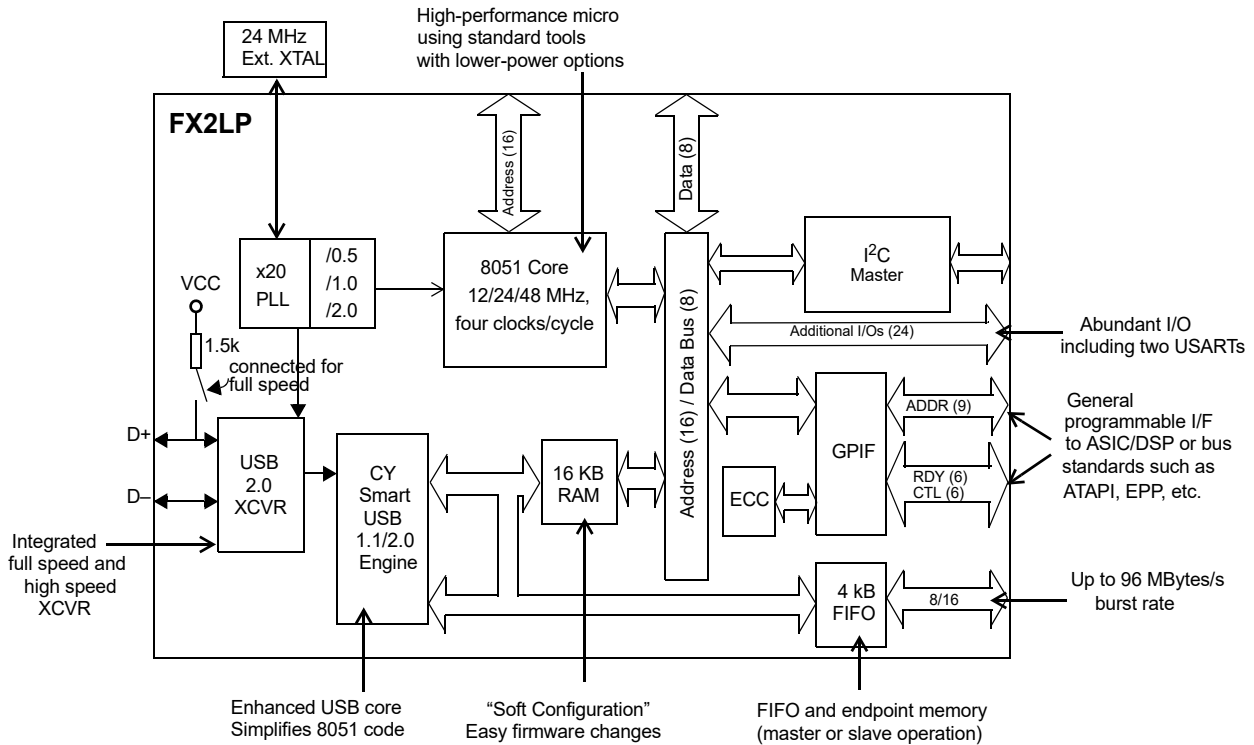 High-performance micro
using standard tools
with lower-power options
24 MHz
Ext. XTAL
FX2LP
Address (16)
Data (8)
x20
PLL
/0.5
/1.0
/2.0
8051 Core
12/24/48 MHz,
four clocks/cycle
I²C
Master
VCC
1.5k
connected for
full speed
Additional I/Os (24)
Abundant I/O
including two USARTs
Address (16) / Data Bus (8)
ADDR (9)
GPIF
RDY (6)
CTL (6)
General
programmable I/F
to ASIC/DSP or bus
standards such as
ATAPI, EPP, etc.
D+
D–
USB
2.0
XCVR
CY
Smart
USB
1.1/2.0
Engine
16 KB
RAM
ECC
Integrated
full speed and
high speed
XCVR
4 kB
FIFO
8/16
Up to 96 MBytes/s
burst rate
Enhanced USB core
Simplifies 8051 code
“Soft Configuration”
Easy firmware changes
FIFO and endpoint memory
(master or slave operation)